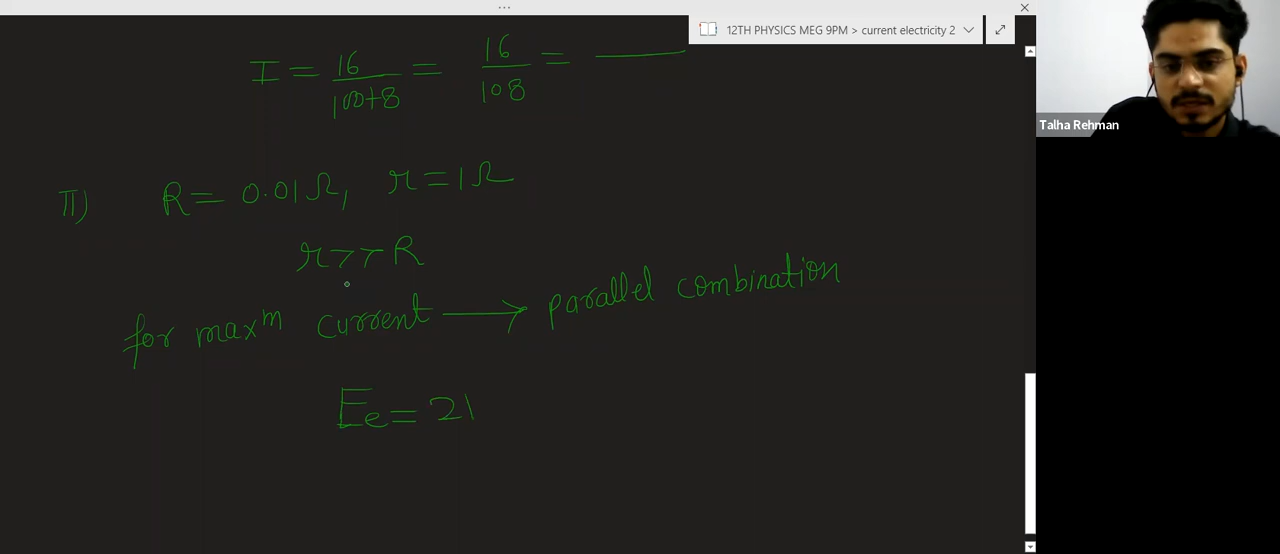 12TH PHYSICS MEG 9PM > current electricity 2
I = 16/100+8 = 16/108 =
Talha Rehman
II) R = 0.01Ω, r = 1Ω
r >> R
for maxᵐ current → parallel combination
Ee = 2\